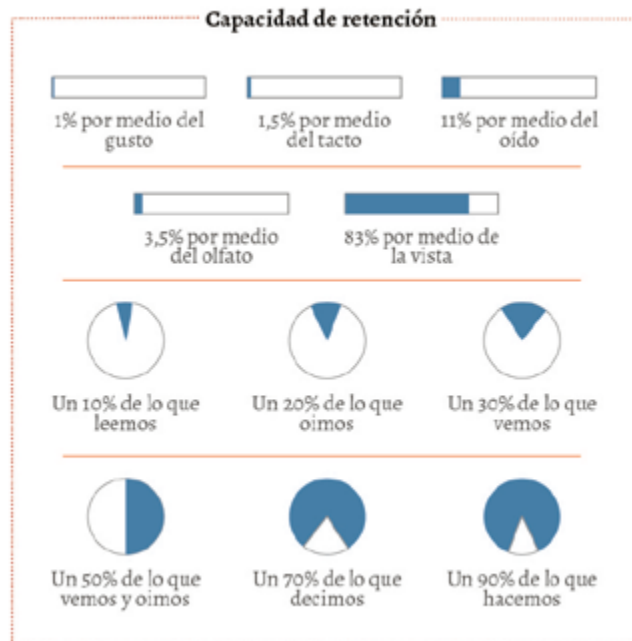 Capacidad de retención
1% por medio del
gusto
1,5% por medio
del tacto
11% por medio del
oído
3,5% por medio
del olfato
83% por medio de
la vista
Un 10% de lo que
leemos
Un 20% de lo que
oimos
Un 30% de lo que
vemos
Un 50% de lo que
vemos y oimos
Un 70% de lo que
decimos
Un 90% de lo que
hacemos